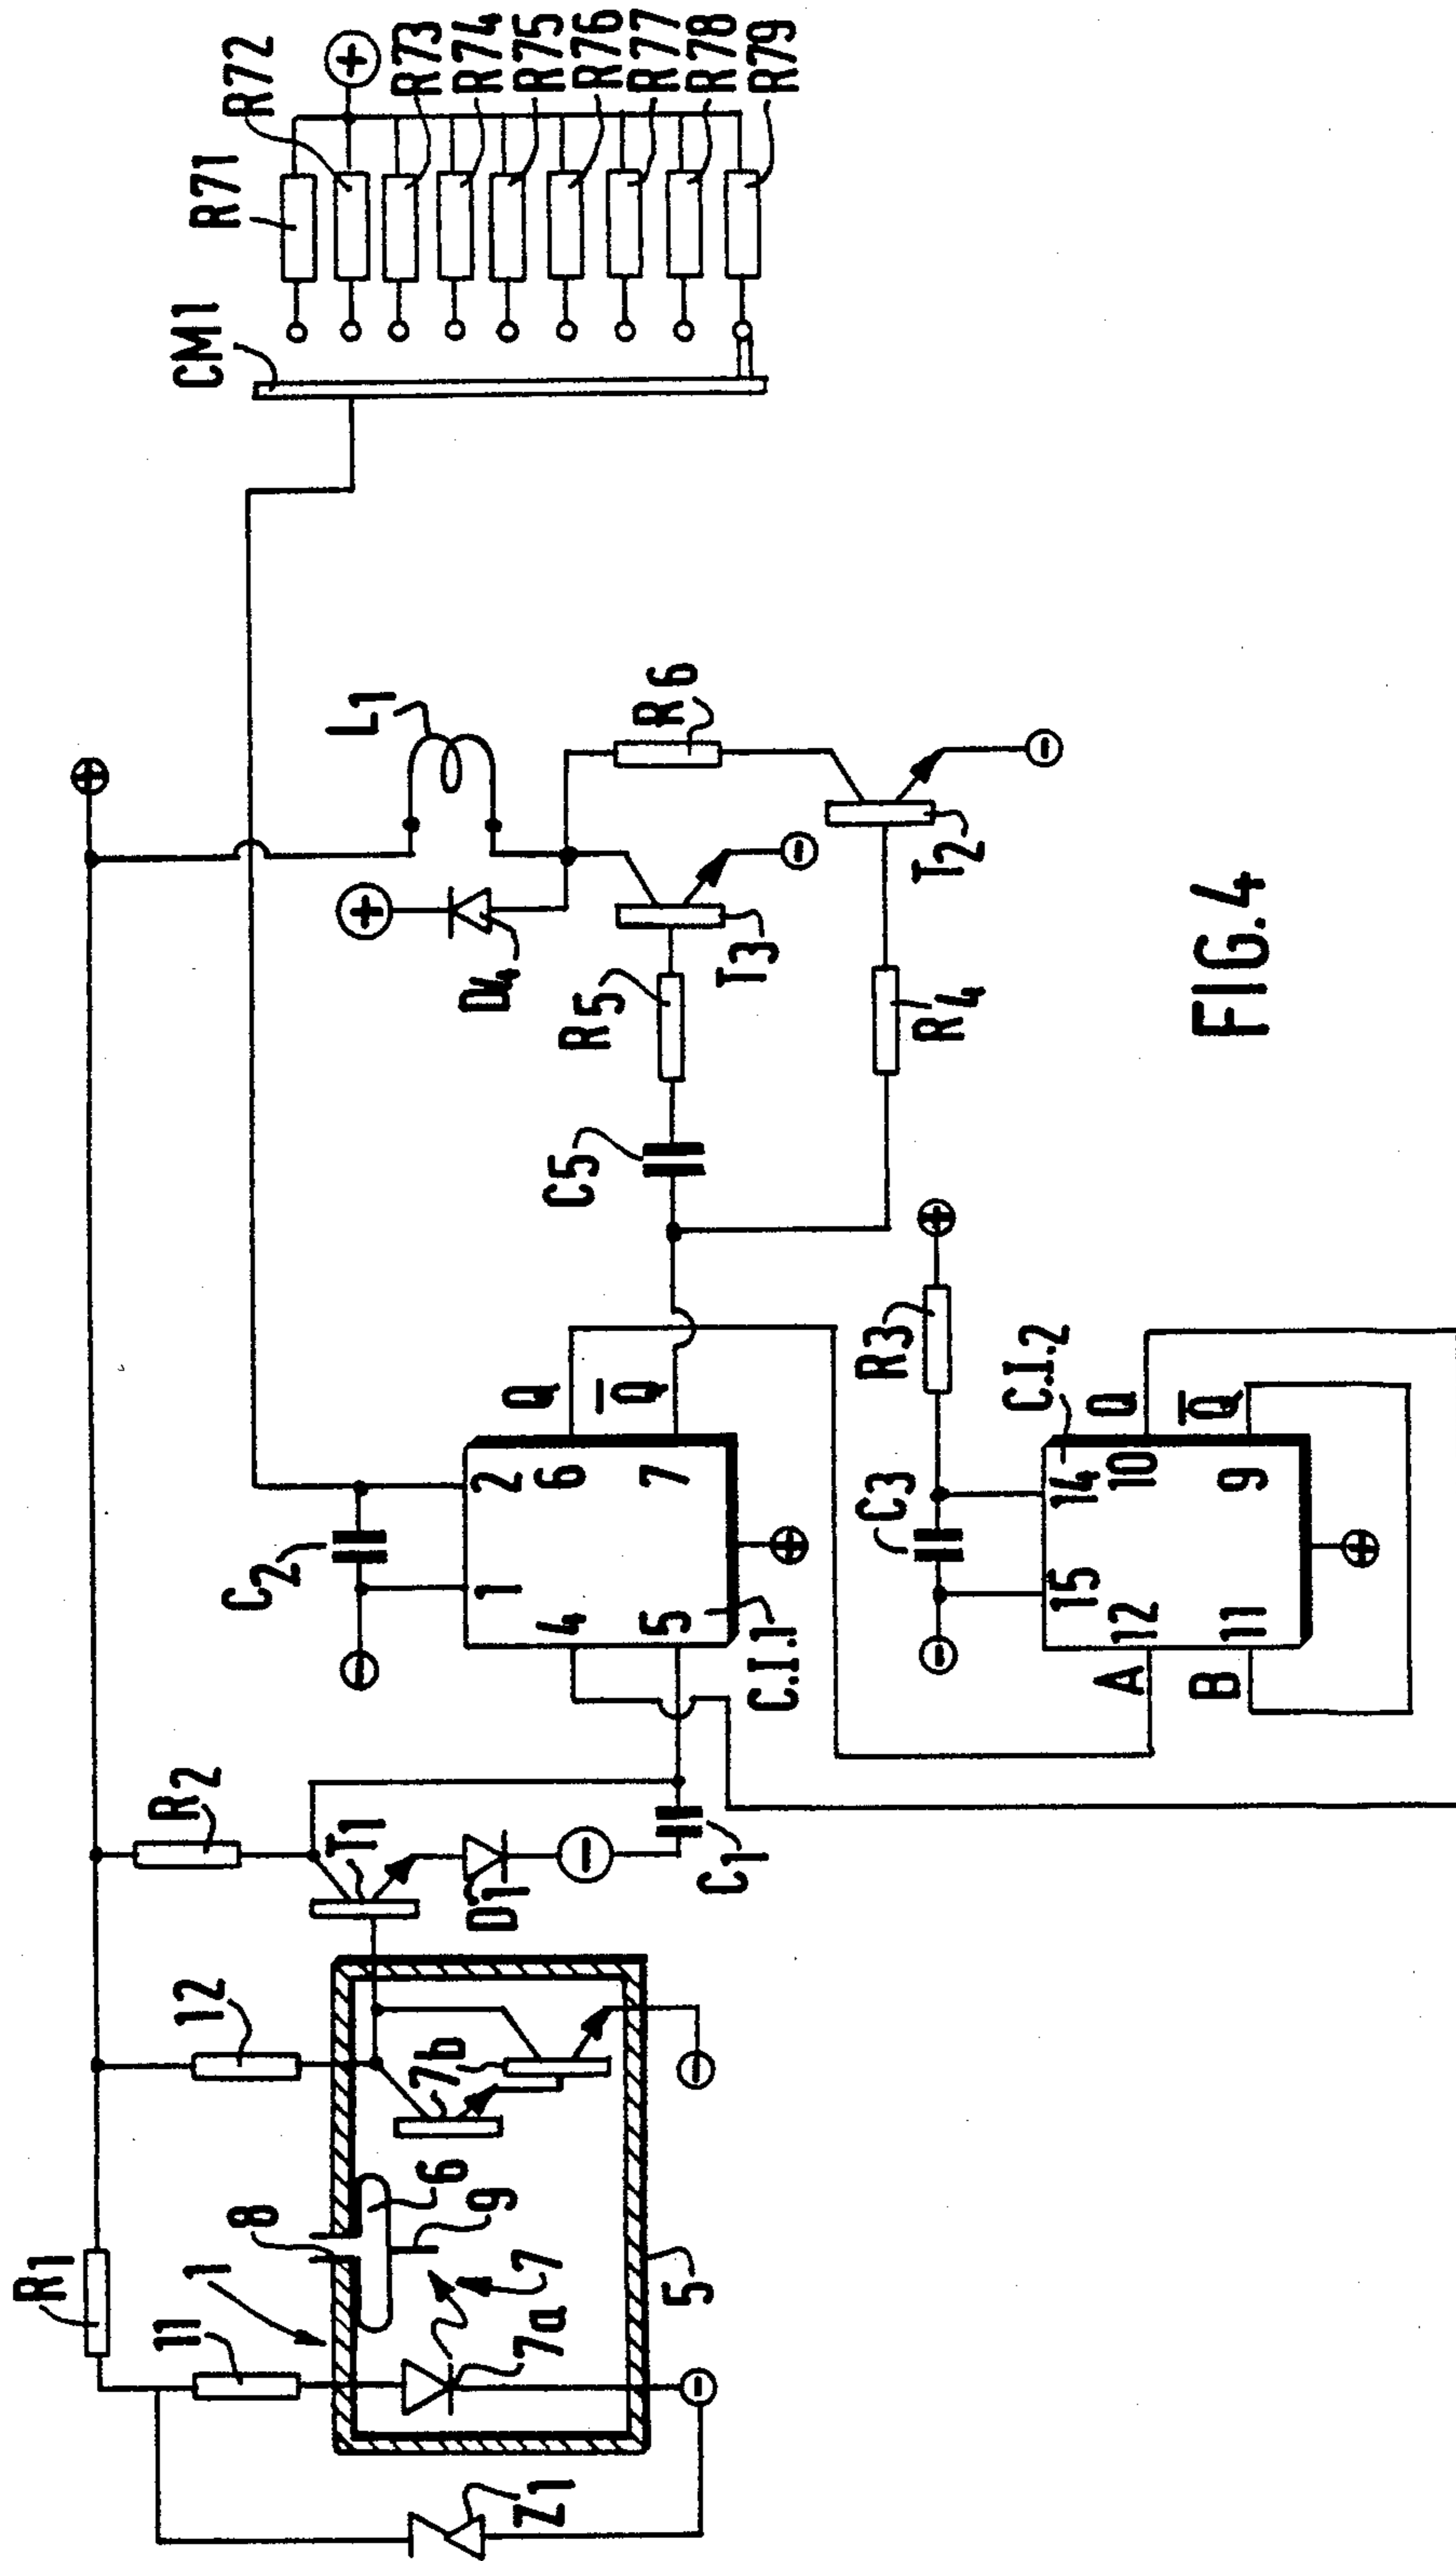 R1
11
1
8
12
R2
T1
D1
C1
7b
6
9
7
7a
5
Z1
C2
1
2
4
6
5
7
Q
Q̅
C.I.1
C3
R3
C.I.2
15
14
12
10
11
9
A
B
Q
Q̅
C5
R5
R4
T3
T2
D4
L1
R6
CM1
R71
R72
R73
R74
R75
R76
R77
R78
R79
+
+
+
+
+
+
-
-
-
-
-
-
-
FIG.4